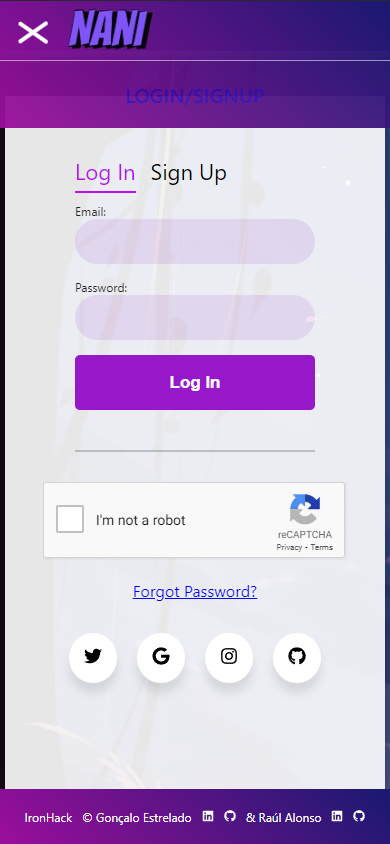 NANI
LOGIN/SIGNUP
Log In Sign Up
Email:
Password:
Log In
I'm not a robot
reCAPTCHA
Privacy - Terms
Forgot Password?
IronHack © Gonçalo Estrelado & Raúl Alonso